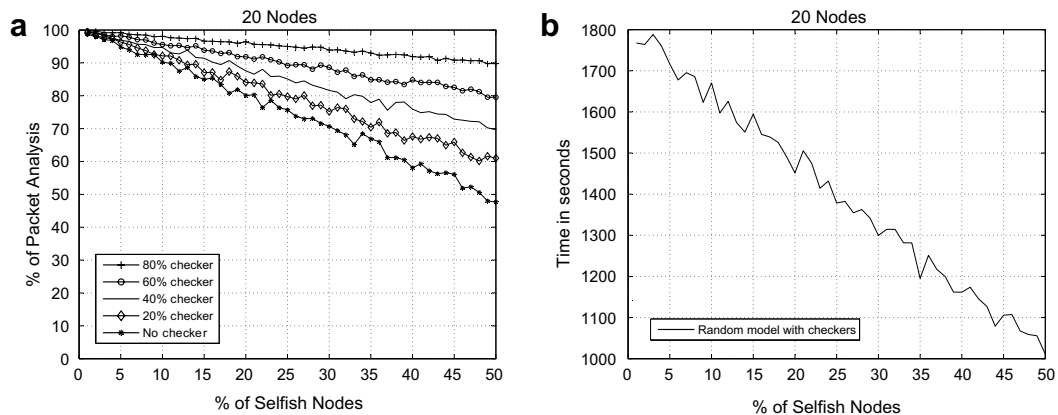 a
20 Nodes
% of Packet Analysis
100
90
80
70
60
50
40
30
20
10
0
80% checker
60% checker
40% checker
20% checker
No checker
0 5 10 15 20 25 30 35 40 45 50
% of Selfish Nodes
b
20 Nodes
Time in seconds
1800
1700
1600
1500
1400
1300
1200
1100
1000
Random model with checkers
0 5 10 15 20 25 30 35 40 45 50
% of Selfish Nodes